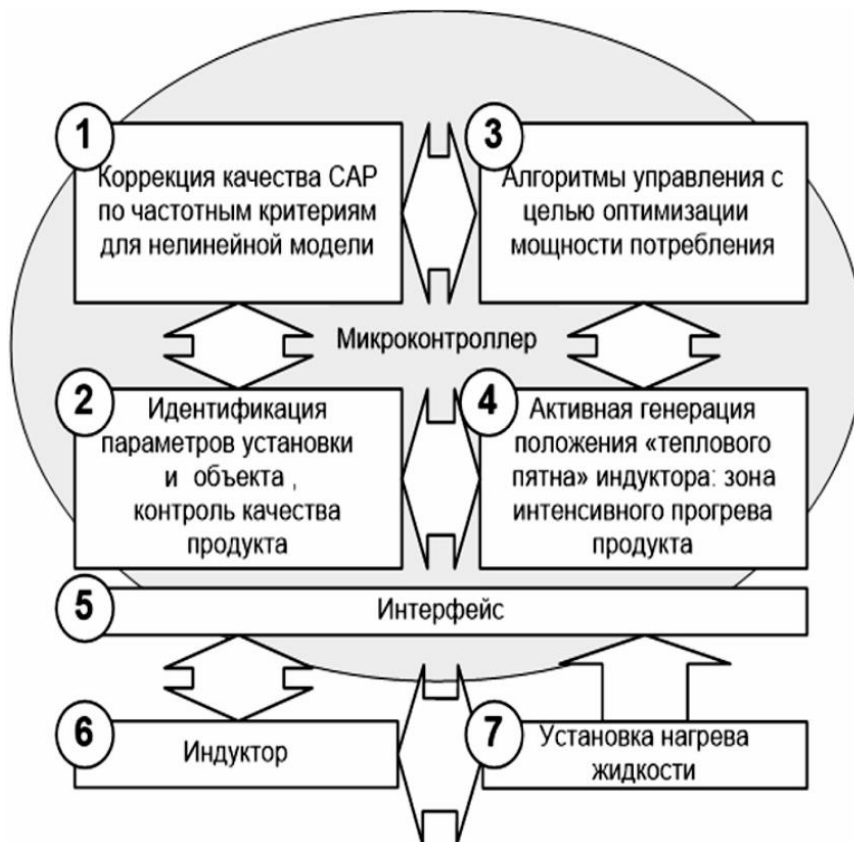 1
Коррекция качества САР
по частотным критериям
для нелинейной модели
3
Алгоритмы управления с
целью оптимизации
мощности потребления
Микроконтроллер
2
Идентификация
параметров установки
и объекта ,
контроль качества
продукта
4
Активная генерация
положения «теплового
пятна» индуктора: зона
интенсивного прогрева
продукта
5
Интерфейс
6
Индуктор
7
Установка нагрева
жидкости